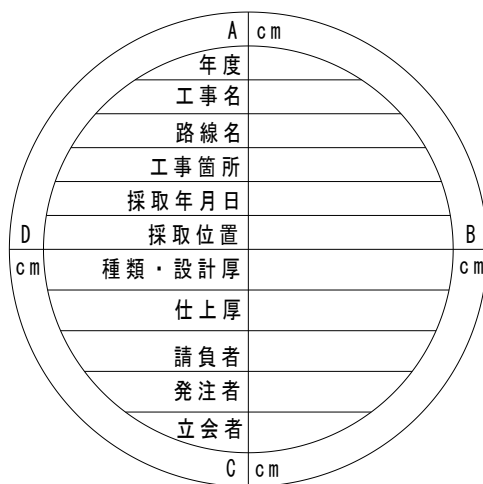 A cm
年度
工事名
路線名
工事箇所
採取年月日
D 採取位置 B
cm 種類・設計厚 cm
仕上厚
請負者
発注者
立会者
C cm